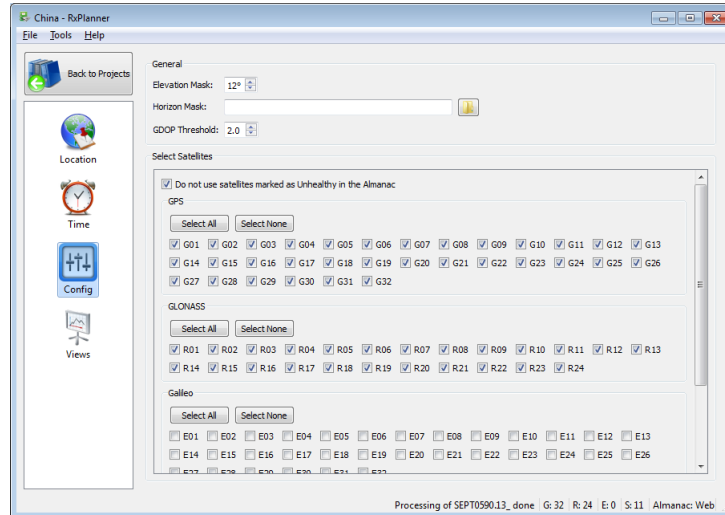 China - RxPlanner
File Tools Help
Back to Projects
Location
Time
Config
Views
General
Elevation Mask: 12°
Horizon Mask:
GDOP Threshold: 2.0
Select Satellites
Do not use satellites marked as Unhealthy in the Almanac
GPS
Select All Select None
G01 G02 G03 G04 G05 G06 G07 G08 G09 G10 G11 G12 G13
G14 G15 G16 G17 G18 G19 G20 G21 G22 G23 G24 G25 G26
G27 G28 G29 G30 G31 G32
GLONASS
Select All Select None
R01 R02 R03 R04 R05 R06 R07 R08 R09 R10 R11 R12 R13
R14 R15 R16 R17 R18 R19 R20 R21 R22 R23 R24
Galileo
Select All Select None
E01 E02 E03 E04 E05 E06 E07 E08 E09 E10 E11 E12 E13
E14 E15 E16 E17 E18 E19 E20 E21 E22 E23 E24 E25 E26
E27 E28 E29 E30 E31 E32
Processing of SEPT0590.13_ done G: 32 R: 24 E: 0 S: 11 Almanac: Web